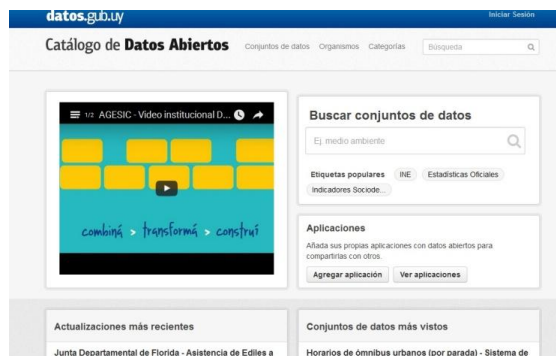 datos.gub.uy
Iniciar Sesión
Catálogo de Datos Abiertos
Conjuntos de datos Organismos Categorías
Búsqueda
1/2 AGESIC - Video institucional D...
combiná > transformá > construí
Buscar conjuntos de datos
Ej. medio ambiente
Etiquetas populares INE Estadísticas Oficiales
Indicadores Sociode...
Aplicaciones
Añada sus propias aplicaciones con datos abiertos para
compartirlas con otros.
Agregar aplicación Ver aplicaciones
Actualizaciones más recientes
Junta Departamental de Florida - Asistencia de Ediles a
Conjuntos de datos más vistos
Horarios de ómnibus urbanos (por parada) - Sistema de